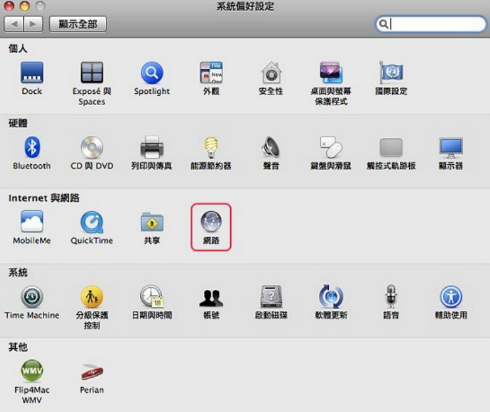 系統偏好設定
顯示全部
個人
Dock
Exposé 與
Spaces
Spotlight
外觀
安全性
桌面與螢幕
保護程式
國際設定
硬體
Bluetooth
CD 與 DVD
列印與傳真
能源節約器
聲音
鍵盤與滑鼠
觸控式軌跡板
顯示器
Internet 與網路
MobileMe
QuickTime
共享
網路
系統
Time Machine
分級保護
控制
日期與時間
帳號
啟動磁碟
軟體更新
語音
輔助使用
其他
WMV
Flip4Mac
WMV
Perian